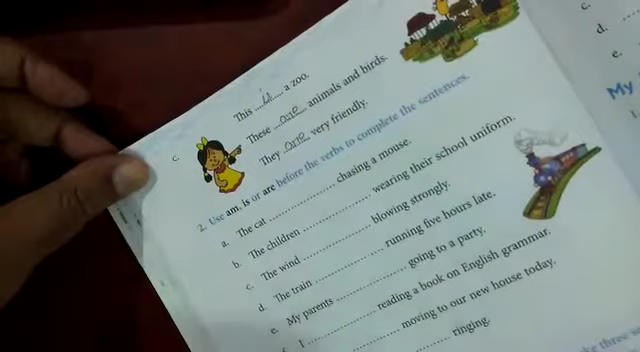 c.
This ....is.... a zoo.
These ....are.... animals and birds.
They ....are.... very friendly.
2. Use am, is or are before the verbs to complete the sentences.
a. The cat .................... chasing a mouse.
b. The children .................... wearing their school uniform.
c. The wind .................... blowing strongly.
d. The train .................... running five hours late.
e. My parents .................... going to a party.
f. I .................... reading a book on English grammar.
.................... moving to our new house today.
.................... ringing.
c.
d.
e.
My